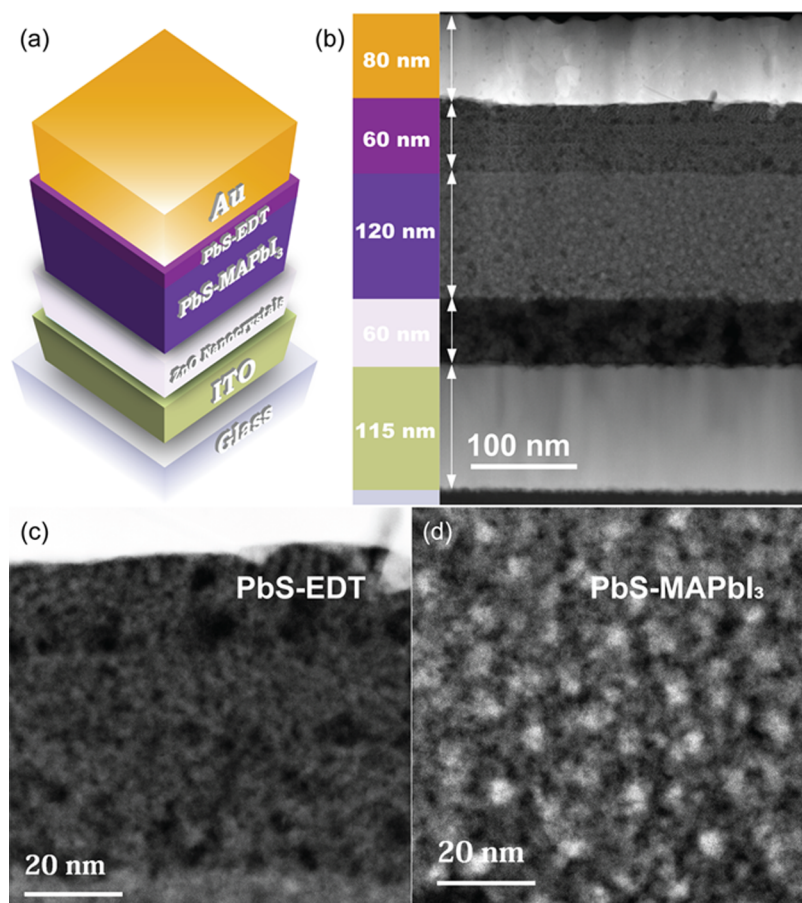 (a)
Au
PbS-EDT
PbS-MAPbI₃
ZnO Nanocrystals
ITO
Glass
(b)
80 nm
60 nm
120 nm
60 nm
115 nm
100 nm
(c)
PbS-EDT
20 nm
(d)
PbS-MAPbI₃
20 nm